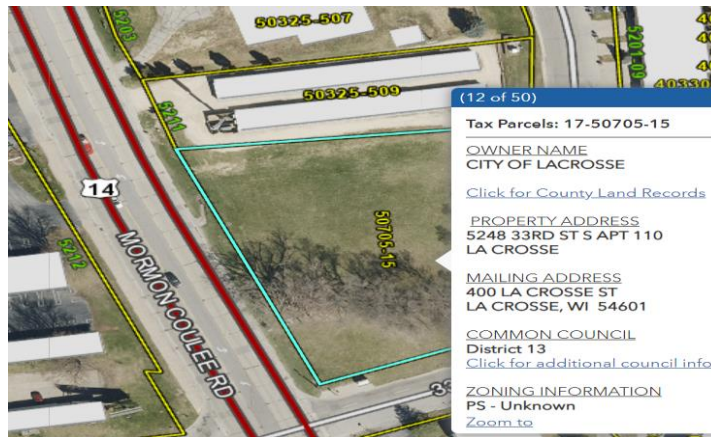 50325-507
5203
5201-09
40330
50325-509
5211
14
50705-15
5212
MORMON COULEE RD
(12 of 50)
Tax Parcels: 17-50705-15
OWNER NAME
CITY OF LACROSSE
Click for County Land Records
PROPERTY ADDRESS
5248 33RD ST S APT 110
LA CROSSE
MAILING ADDRESS
400 LA CROSSE ST
LA CROSSE, WI 54601
COMMON COUNCIL
District 13
Click for additional council info
ZONING INFORMATION
PS - Unknown
Zoom to